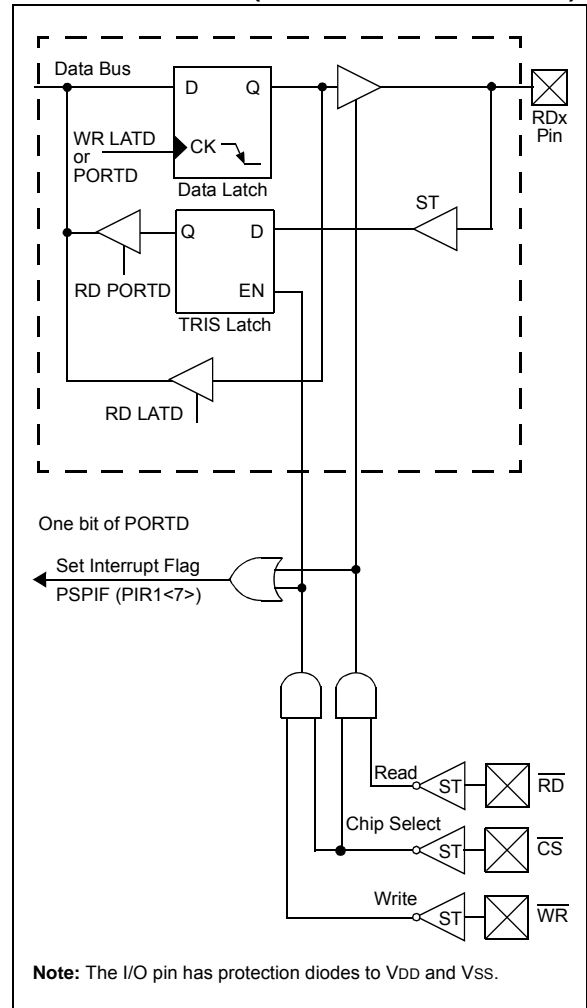 Data Bus
D Q
RDx
Pin
WR LATD
or
PORTD
CK
Data Latch
ST
Q D
RD PORTD
EN
TRIS Latch
RD LATD
One bit of PORTD
Set Interrupt Flag
PSPIF (PIR1<7>)
Read
ST
RD
Chip Select
ST
CS
Write
ST
WR
Note: The I/O pin has protection diodes to VDD and VSS.